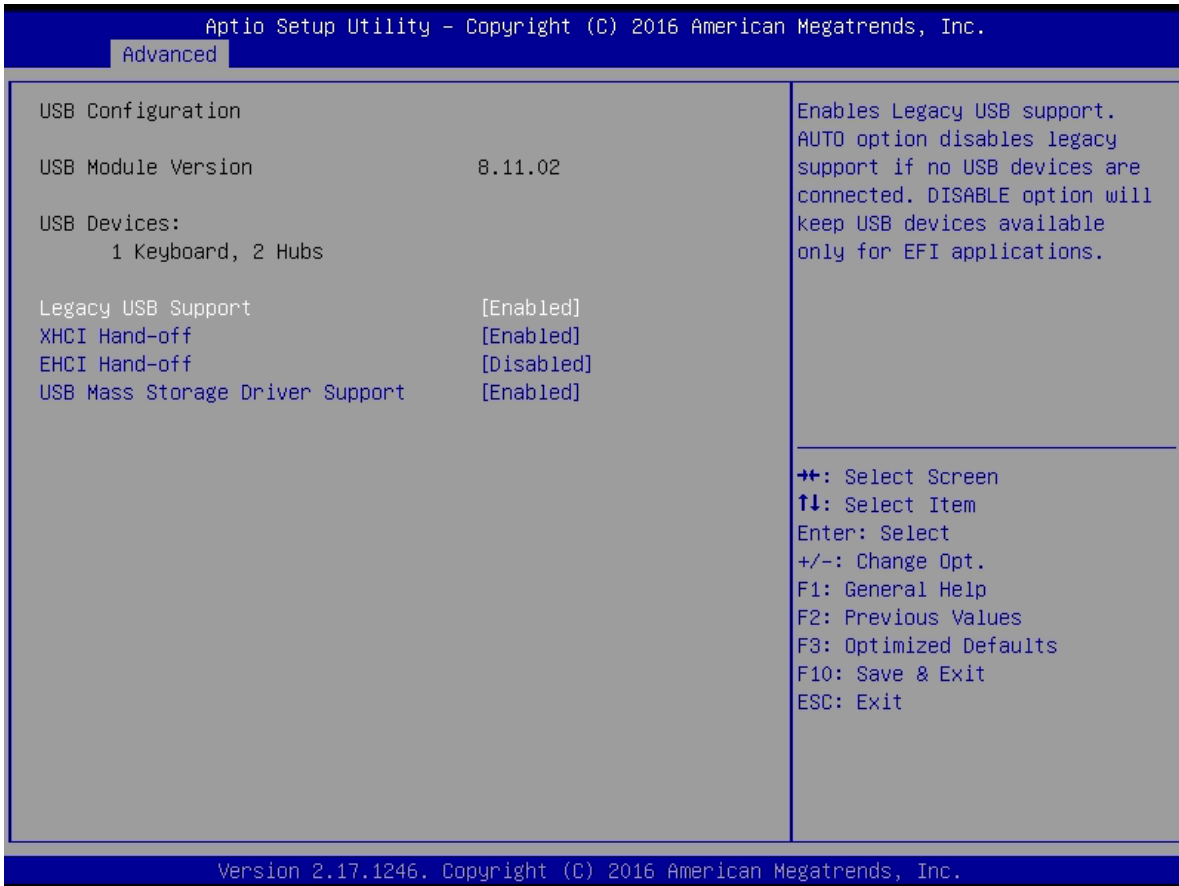 Aptio Setup Utility – Copyright (C) 2016 American Megatrends, Inc.
Advanced
USB Configuration
USB Module Version 8.11.02
USB Devices:
1 Keyboard, 2 Hubs
Legacy USB Support [Enabled]
XHCI Hand-off [Enabled]
EHCI Hand-off [Disabled]
USB Mass Storage Driver Support [Enabled]
Enables Legacy USB support.
AUTO option disables legacy
support if no USB devices are
connected. DISABLE option will
keep USB devices available
only for EFI applications.
→←: Select Screen
↑↓: Select Item
Enter: Select
+/-: Change Opt.
F1: General Help
F2: Previous Values
F3: Optimized Defaults
F10: Save & Exit
ESC: Exit
Version 2.17.1246. Copyright (C) 2016 American Megatrends, Inc.